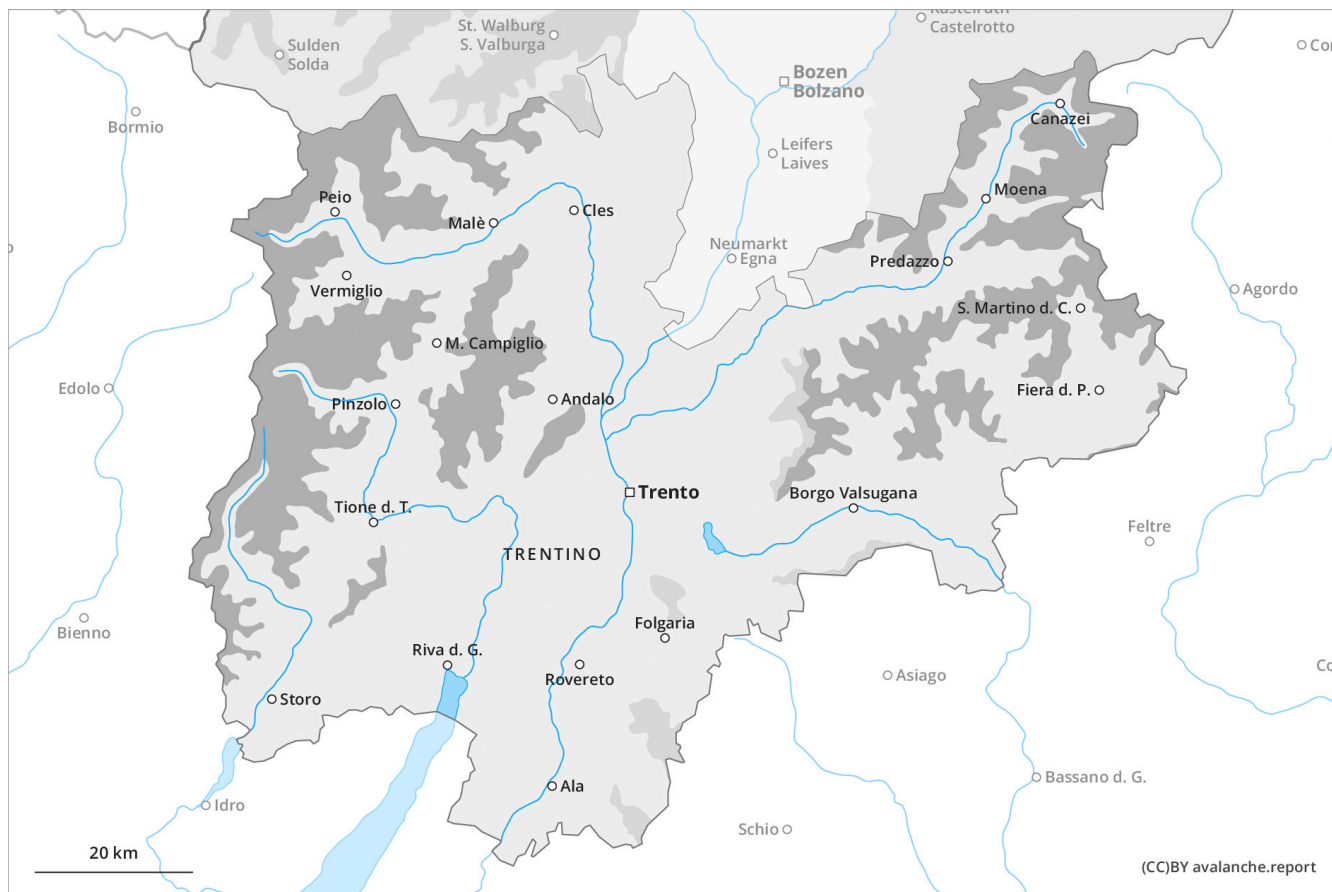 St. Walburg
S. Valburga
Castelrotto
Sulden
Solda
Bozen
Bolzano
Bormio
Canazei
Leifers
Laives
Peio
Moena
Malè
Cles
Neumarkt
Egna
Predazzo
Vermiglio
Agordo
S. Martino d. C.
M. Campiglio
Edolo
Fiera d. P.
Pinzolo
Andalo
Trento
Borgo Valsugana
Tione d. T.
Feltre
TRENTINO
Bienno
Folgaria
Riva d. G.
Rovereto
Asiago
Storo
Bassano d. G.
Ala
Idro
Schio
20 km
(CC)BY avalanche.report